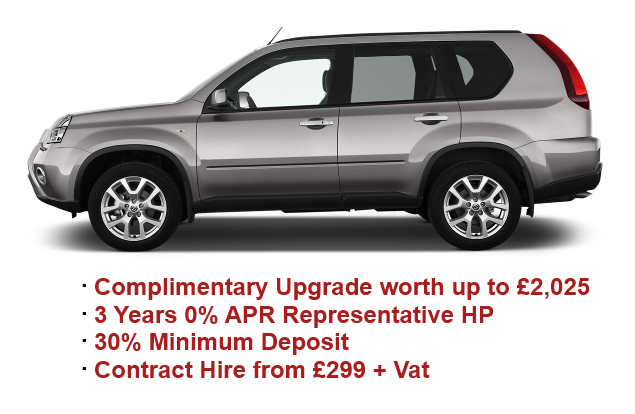 · Complimentary Upgrade worth up to £2,025
· 3 Years 0% APR Representative HP
· 30% Minimum Deposit
· Contract Hire from £299 + Vat